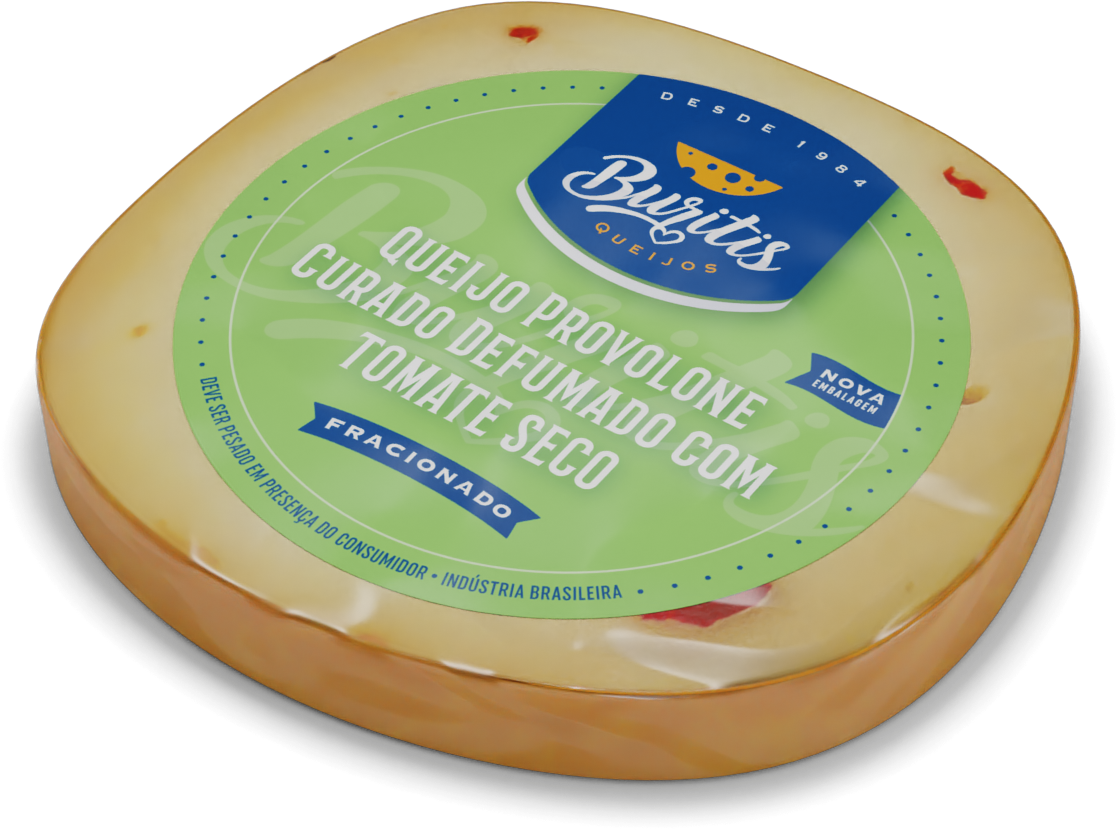 DESDE 1984
Buritis
QUEIJOS
QUEIJO PROVOLONE
CURADO DEFUMADO COM
TOMATE SECO
NOVA
EMBALAGEM
FRACIONADO
DEVE SER PESADO EM PRESENÇA DO CONSUMIDOR • INDÚSTRIA BRASILEIRA •
Buritis